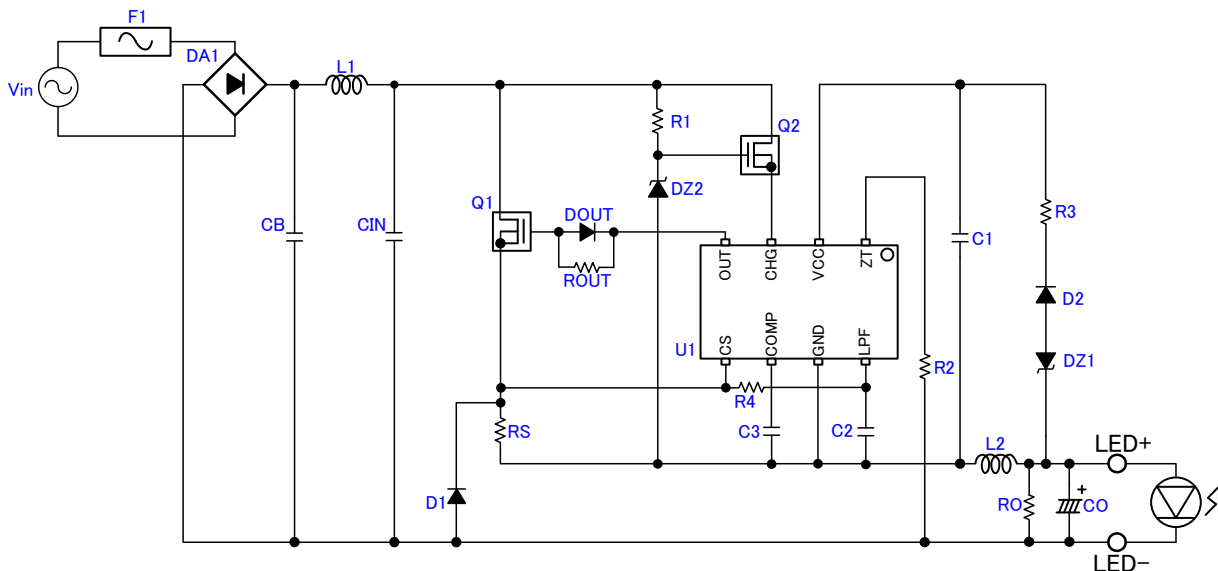 F1
DA1
Vin
L1
R1
Q2
DZ2
Q1
DOUT
ROUT
CB
CIN
OUT
CHG
VCC
ZT
C1
R3
D2
DZ1
CS
COMP
GND
LPF
U1
R2
R4
RS
C3
C2
L2
LED+
D1
RO
+
CO
LED-